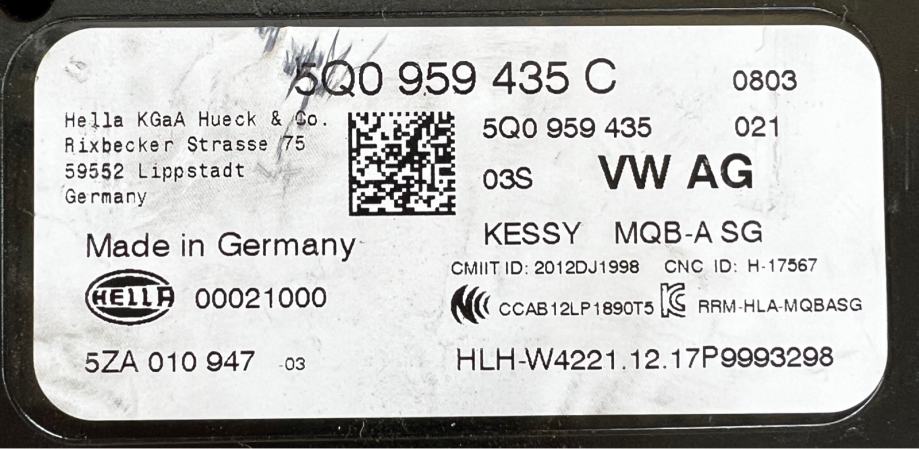 5Q0 959 435 C 0803
Hella KGaA Hueck & Co.
Rixbecker Strasse 75
59552 Lippstadt
Germany
5Q0 959 435 021
03S VW AG
KESSY MQB-A SG
Made in Germany
CMIIT ID: 2012DJ1998 CNC ID: H-17567
HELLA 00021000
CCAB12LP1890T5 RRM-HLA-MQBASG
5ZA 010 947 -03
HLH-W4221.12.17P9993298